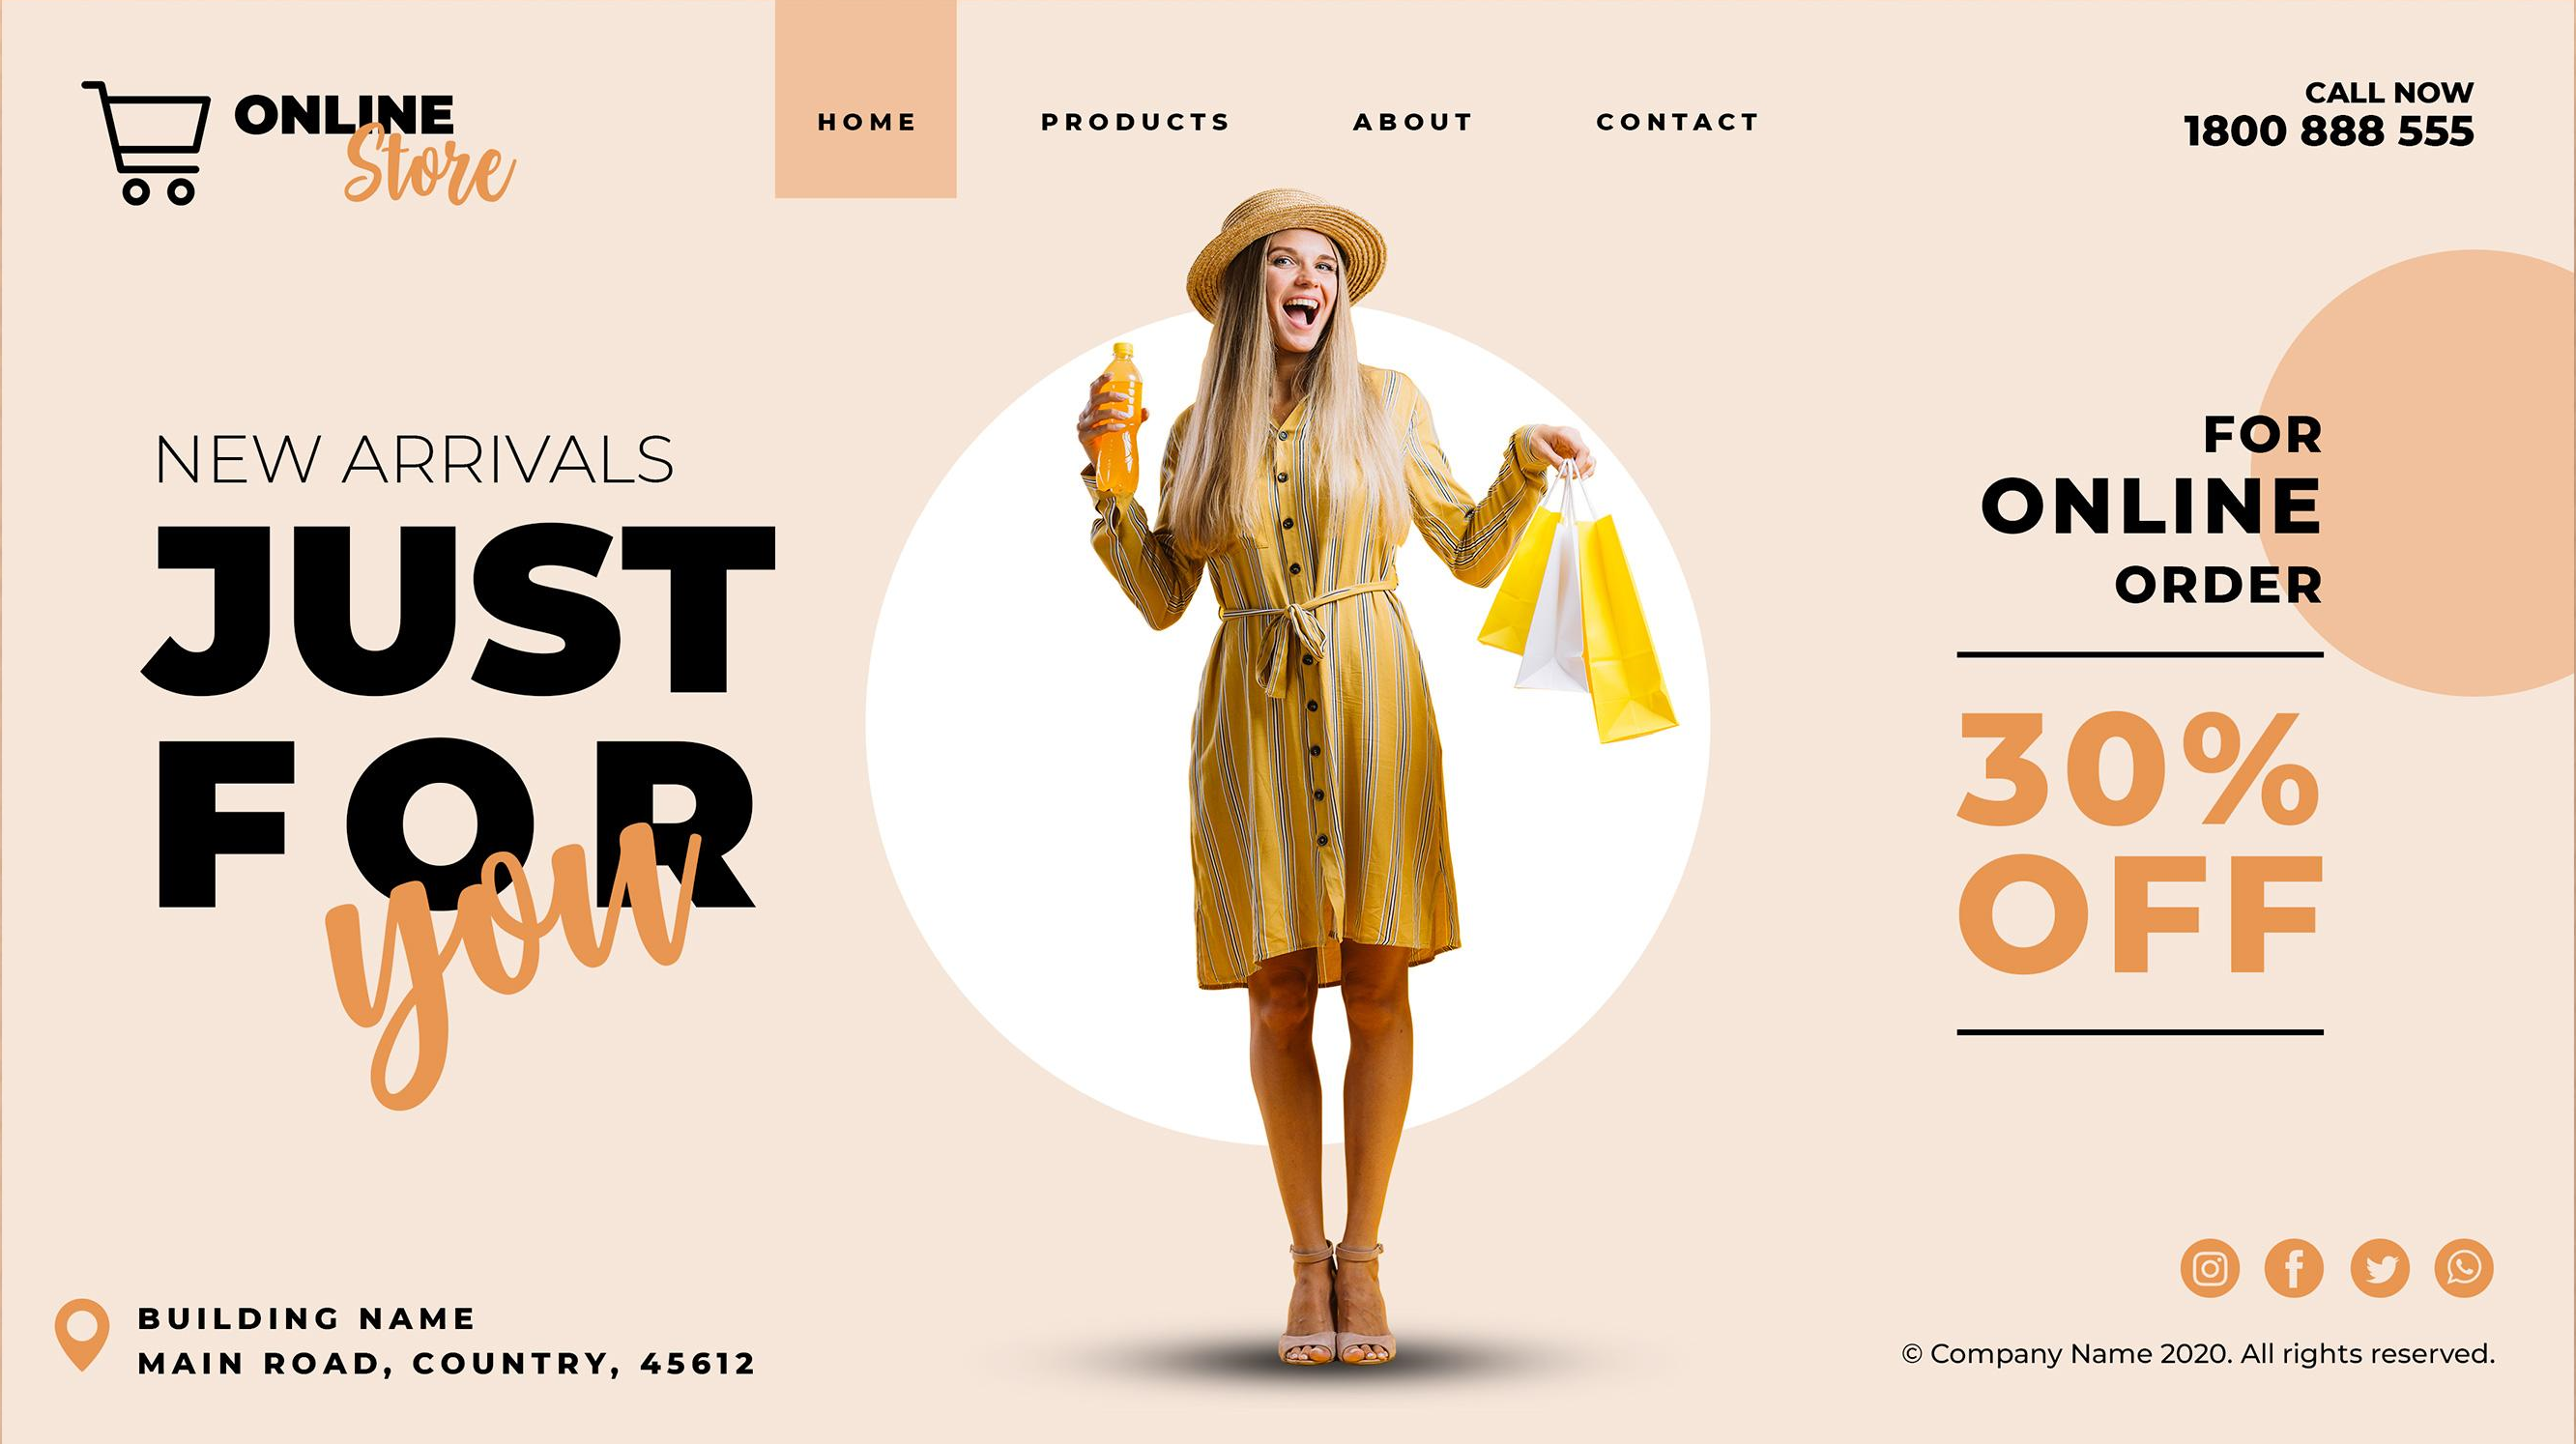 ONLINE
Store
HOME PRODUCTS ABOUT CONTACT
CALL NOW
1800 888 555
NEW ARRIVALS
JUST
FOR
you
FOR
ONLINE
ORDER
30%
OFF
BUILDING NAME
MAIN ROAD, COUNTRY, 45612
© Company Name 2020. All rights reserved.